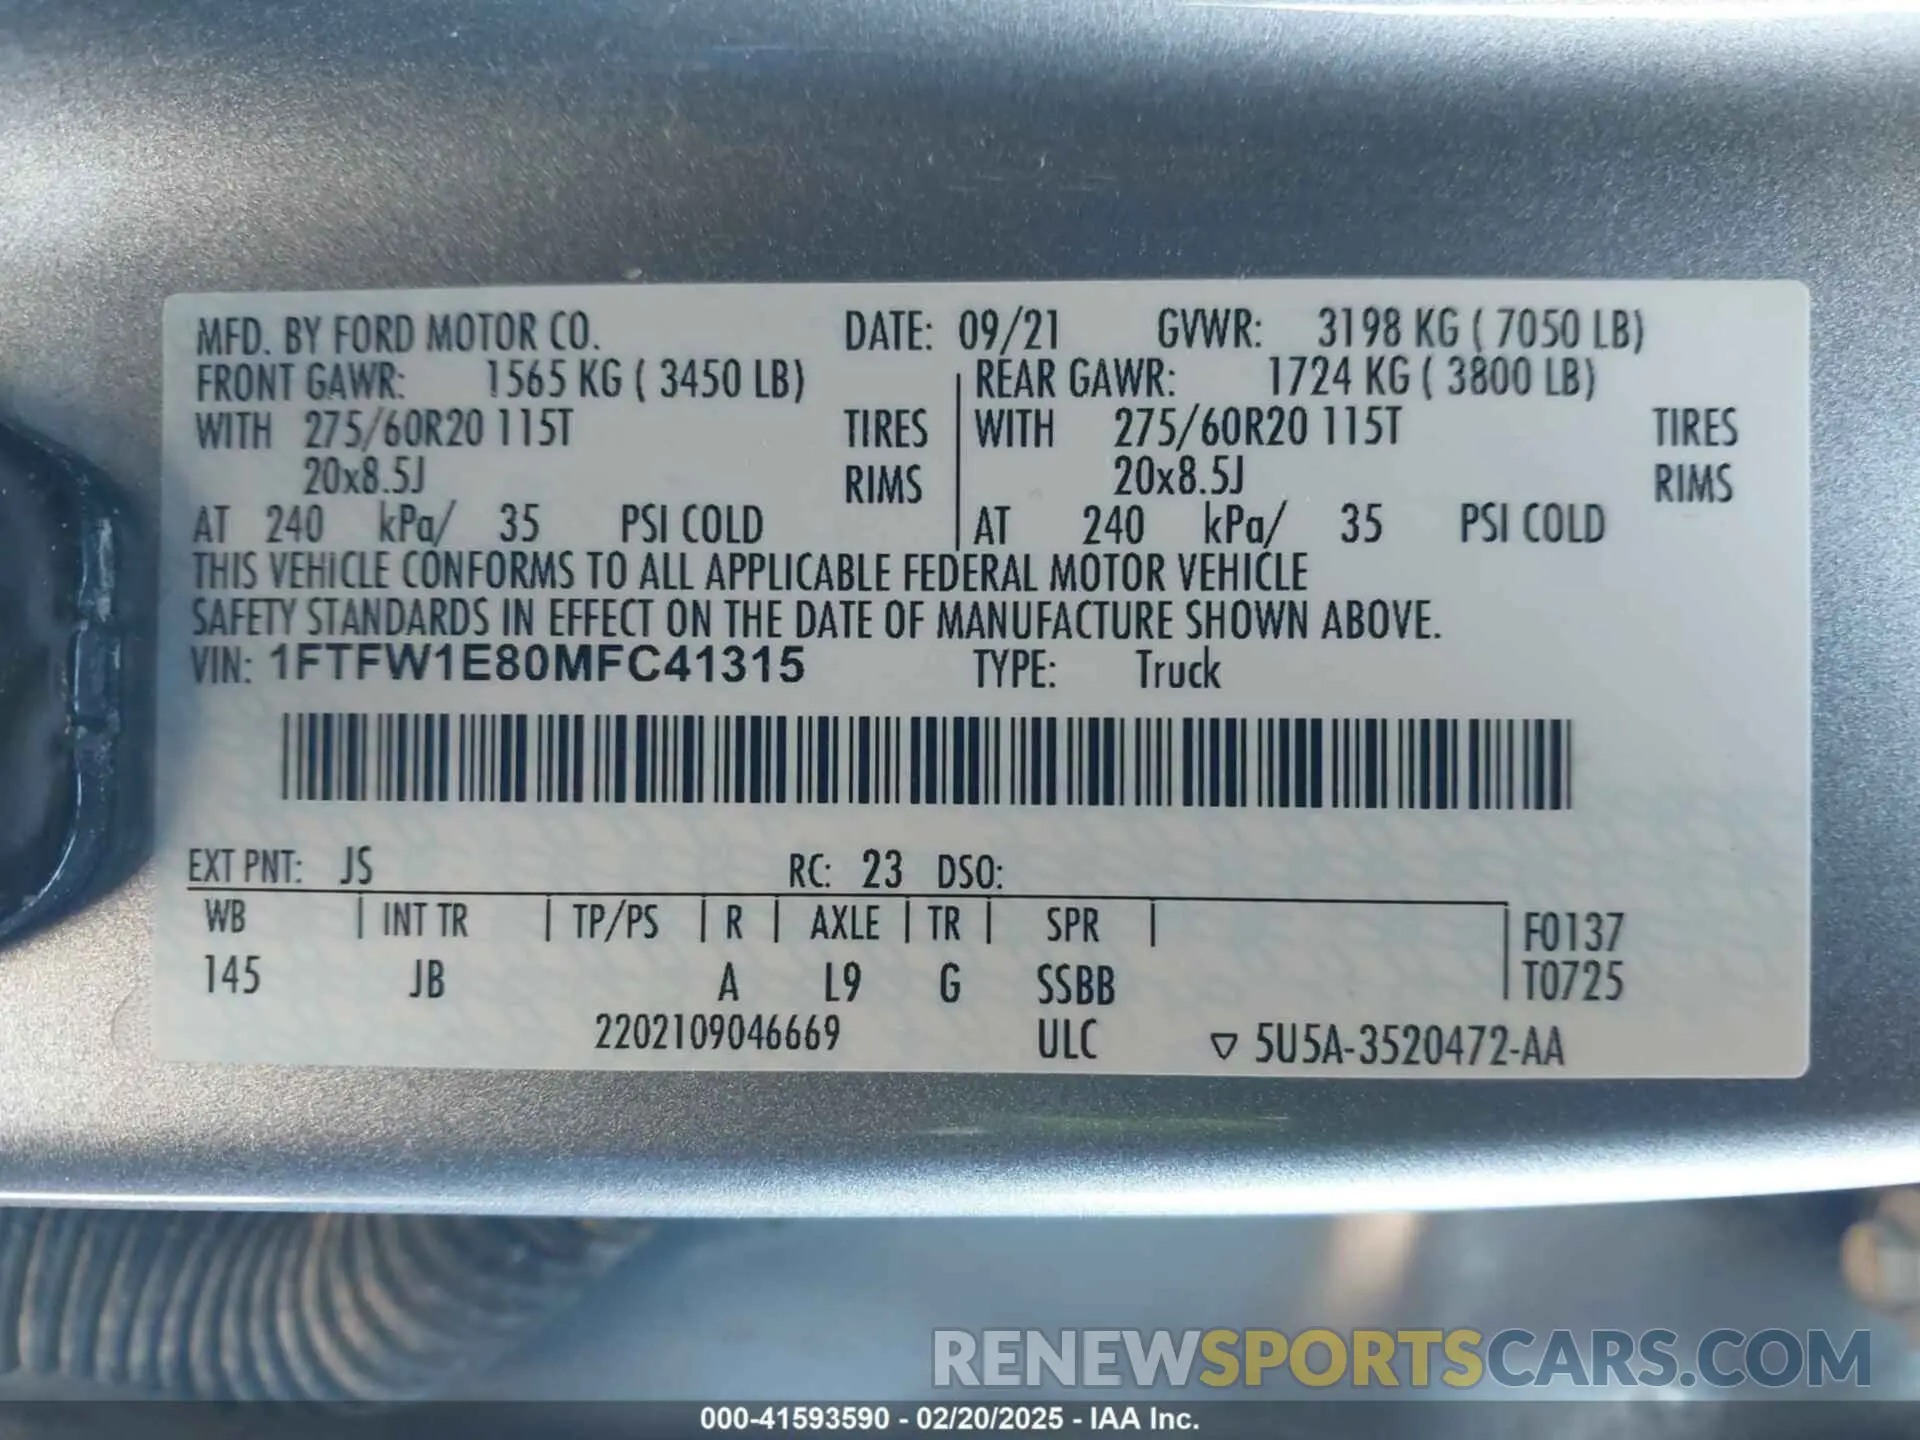 MFD. BY FORD MOTOR CO. DATE: 09/21 GVWR: 3198 KG ( 7050 LB)
FRONT GAWR: 1565 KG ( 3450 LB) REAR GAWR: 1724 KG ( 3800 LB)
WITH 275/60R20 115T TIRES WITH 275/60R20 115T TIRES
20x8.5J RIMS 20x8.5J RIMS
AT 240 kPa/ 35 PSI COLD AT 240 kPa/ 35 PSI COLD
THIS VEHICLE CONFORMS TO ALL APPLICABLE FEDERAL MOTOR VEHICLE
SAFETY STANDARDS IN EFFECT ON THE DATE OF MANUFACTURE SHOWN ABOVE.
VIN: 1FTFW1E80MFC41315 TYPE: Truck
EXT PNT: JS RC: 23 DSO:
WB | INT TR | TP/PS | R | AXLE | TR | SPR | F0137
145 JB A L9 G SSBB T0725
2202109046669 ULC ▽ 5U5A-3520472-AA
RENEWSPORTSCARS.COM
000-41593590 - 02/20/2025 - IAA Inc.